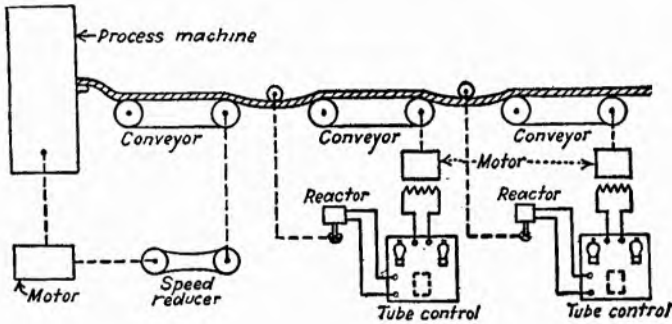 Process machine
Conveyor
Conveyor
Conveyor
Motor
Reactor
Reactor
Motor
Speed
reducer
Tube control
Tube control